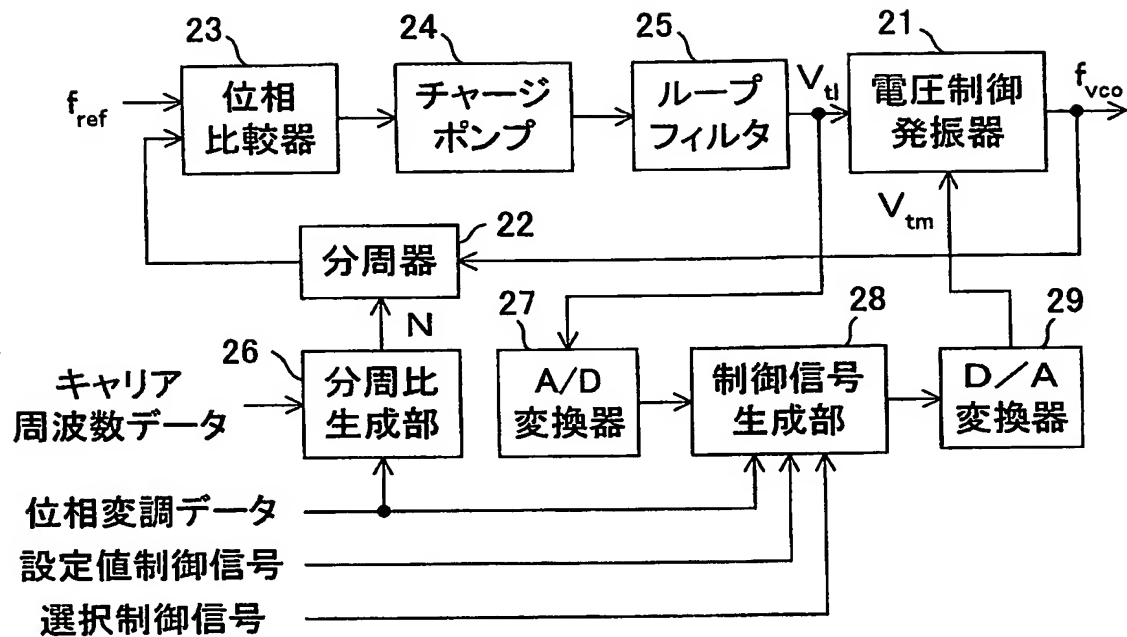 23
24
25
21
f_ref
位相
比較器
チャージ
ポンプ
ループ
フィルタ
V_tl
電圧制御
発振器
f_vco
V_tm
22
分周器
N
26
27
28
29
キャリア
周波数データ
分周比
生成部
A/D
変換器
制御信号
生成部
D/A
変換器
位相変調データ
設定値制御信号
選択制御信号